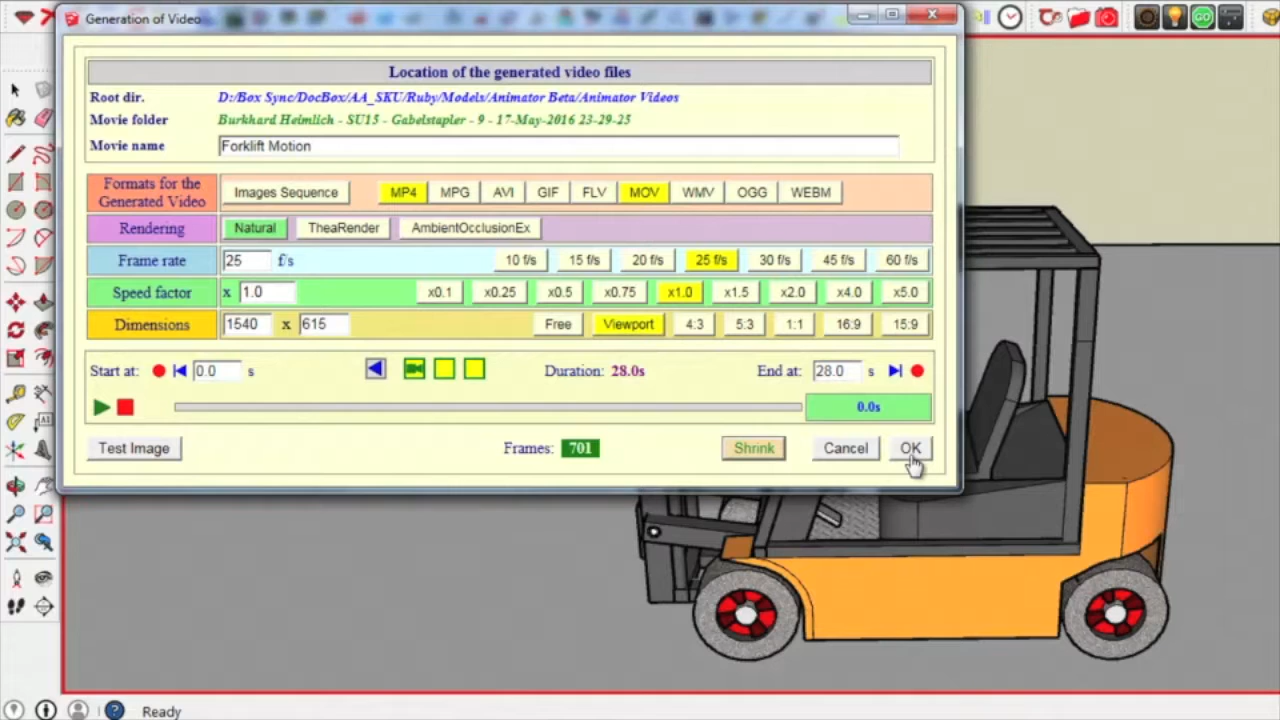 Generation of Video
Location of the generated video files
Root dir. D:/Box Sync/DocBox/AA_SKU/Ruby/Models/Animator Beta/Animator Videos
Movie folder Burkhard Heimlich - SU15 - Gabelstapler - 9 - 17-May-2016 23-29-25
Movie name Forklift Motion
Formats for the
Generated Video
Images Sequence MP4 MPG AVI GIF FLV MOV WMV OGG WEBM
Rendering Natural TheaRender AmbientOcclusionEx
Frame rate 25 f/s 10 f/s 15 f/s 20 f/s 25 f/s 30 f/s 45 f/s 60 f/s
Speed factor x 1.0 x0.1 x0.25 x0.5 x0.75 x1.0 x1.5 x2.0 x4.0 x5.0
Dimensions 1540 x 615 Free Viewport 4:3 5:3 1:1 16:9 15:9
Start at: 0.0 s Duration: 28.0s End at: 28.0 s
0.0s
Test Image Frames: 701 Shrink Cancel OK
Ready